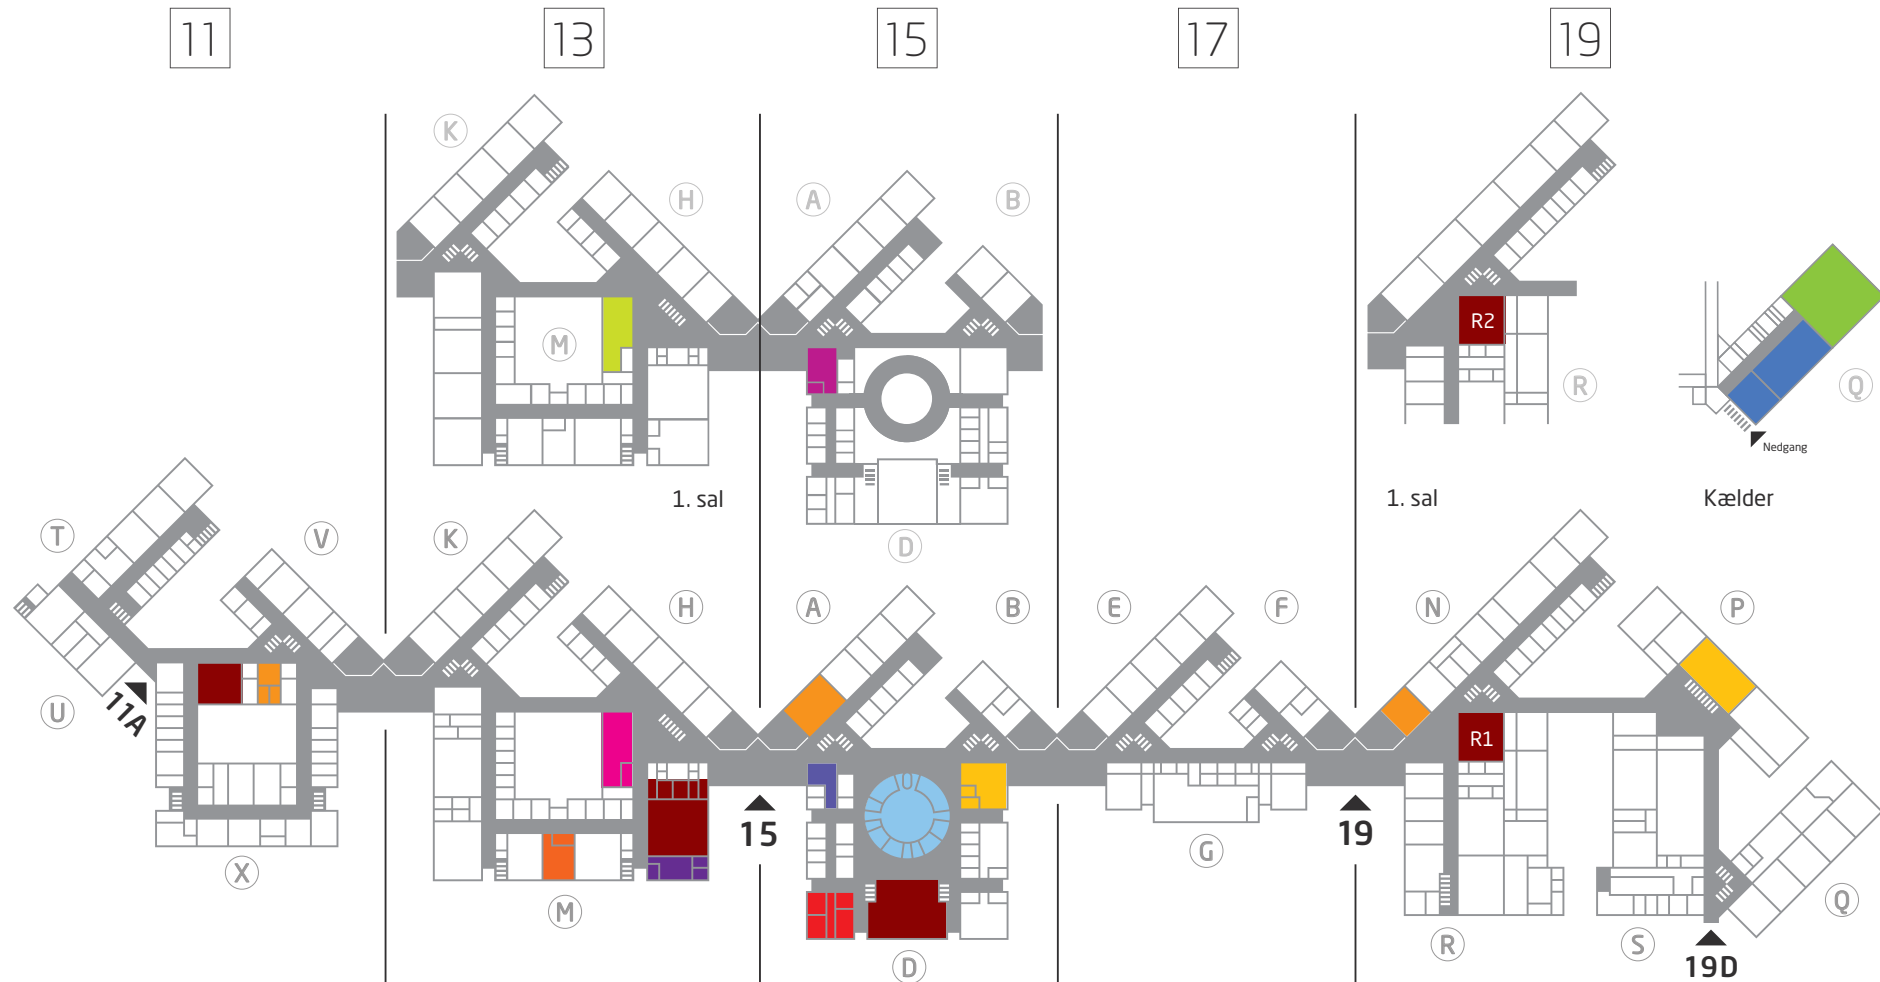 11
13
15
17
19
K
H
A
B
M
R2
R
Q
Nedgang
1. sal
1. sal
Kælder
D
T
V
K
H
A
B
E
F
N
P
U
11A
R1
15
19
G
X
M
Q
R
S
D
19D